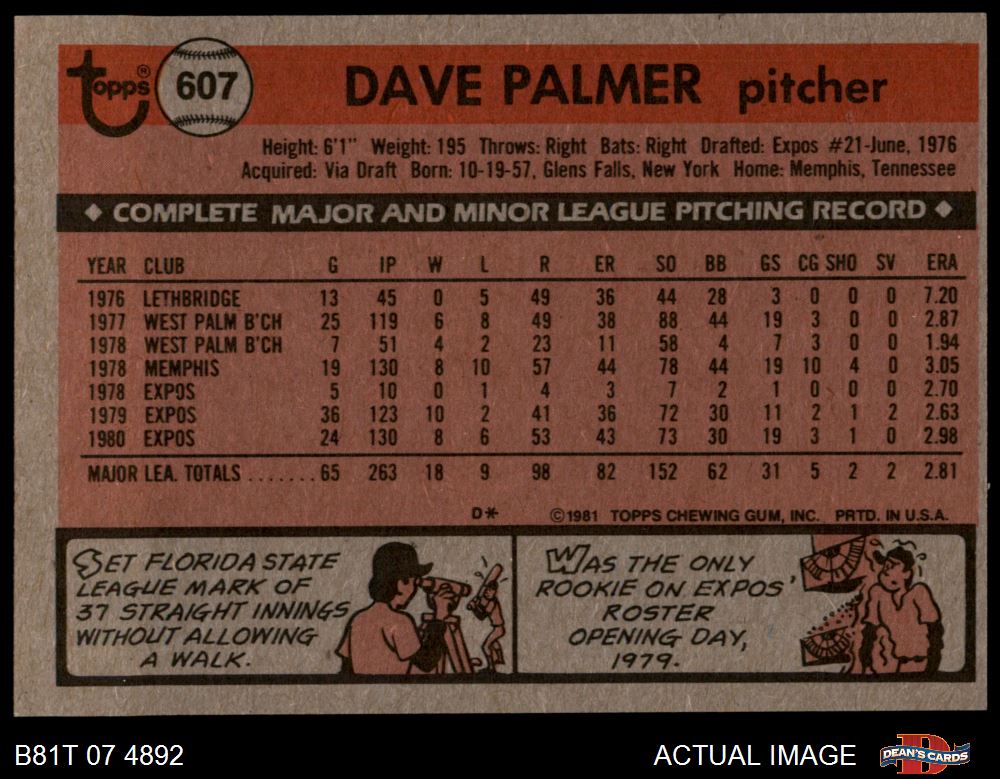 Topps® 607 DAVE PALMER pitcher
Height: 6'1" Weight: 195 Throws: Right Bats: Right Drafted: Expos #21-June, 1976
Acquired: Via Draft Born: 10-19-57, Glens Falls, New York Home: Memphis, Tennessee
◆ COMPLETE MAJOR AND MINOR LEAGUE PITCHING RECORD ◆
YEAR CLUB G IP W L R ER SO BB GS CG SHO SV ERA
1976 LETHBRIDGE 13 45 0 5 49 36 44 28 3 0 0 0 7.20
1977 WEST PALM B'CH 25 119 6 8 49 38 88 44 19 3 0 0 2.87
1978 WEST PALM B'CH 7 51 4 2 23 11 58 4 7 3 0 0 1.94
1978 MEMPHIS 19 130 8 10 57 44 78 44 19 10 4 0 3.05
1978 EXPOS 5 10 0 1 4 3 7 2 1 0 0 0 2.70
1979 EXPOS 36 123 10 2 41 36 72 30 11 2 1 2 2.63
1980 EXPOS 24 130 8 6 53 43 73 30 19 3 1 0 2.98
MAJOR LEA. TOTALS ....... 65 263 18 9 98 82 152 62 31 5 2 2 2.81
D* ©1981 TOPPS CHEWING GUM, INC. PRTD. IN U.S.A.
SET FLORIDA STATE
LEAGUE MARK OF
37 STRAIGHT INNINGS
WITHOUT ALLOWING
A WALK.
WAS THE ONLY
ROOKIE ON EXPOS'
ROSTER
OPENING DAY,
1979.
B81T 07 4892 ACTUAL IMAGE DEAN'S CARDS